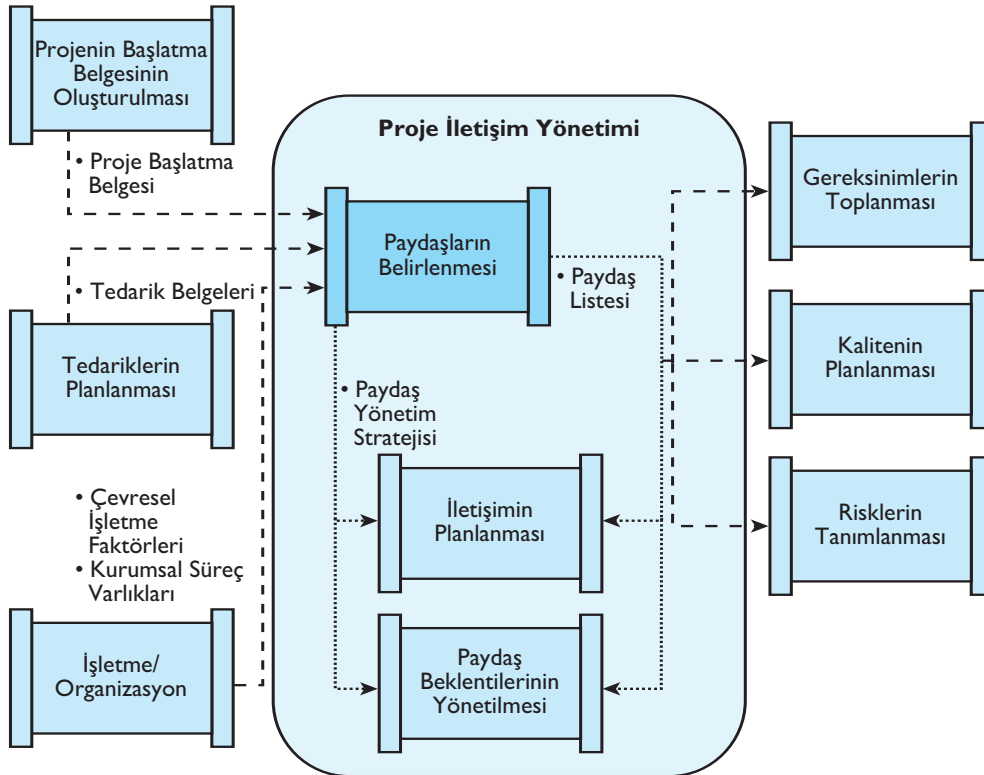 Projenin Başlatma
Belgesinin
Oluşturulması
• Proje Başlatma
Belgesi
• Tedarik Belgeleri
Tedariklerin
Planlanması
• Çevresel
İşletme
Faktörleri
• Kurumsal Süreç
Varlıkları
İşletme/
Organizasyon
Proje İletişim Yönetimi
Paydaşların
Belirlenmesi
• Paydaş
Listesi
• Paydaş
Yönetim
Stratejisi
İletişimin
Planlanması
Paydaş
Beklentilerinin
Yönetilmesi
Gereksinimlerin
Toplanması
Kalitenin
Planlanması
Risklerin
Tanımlanması